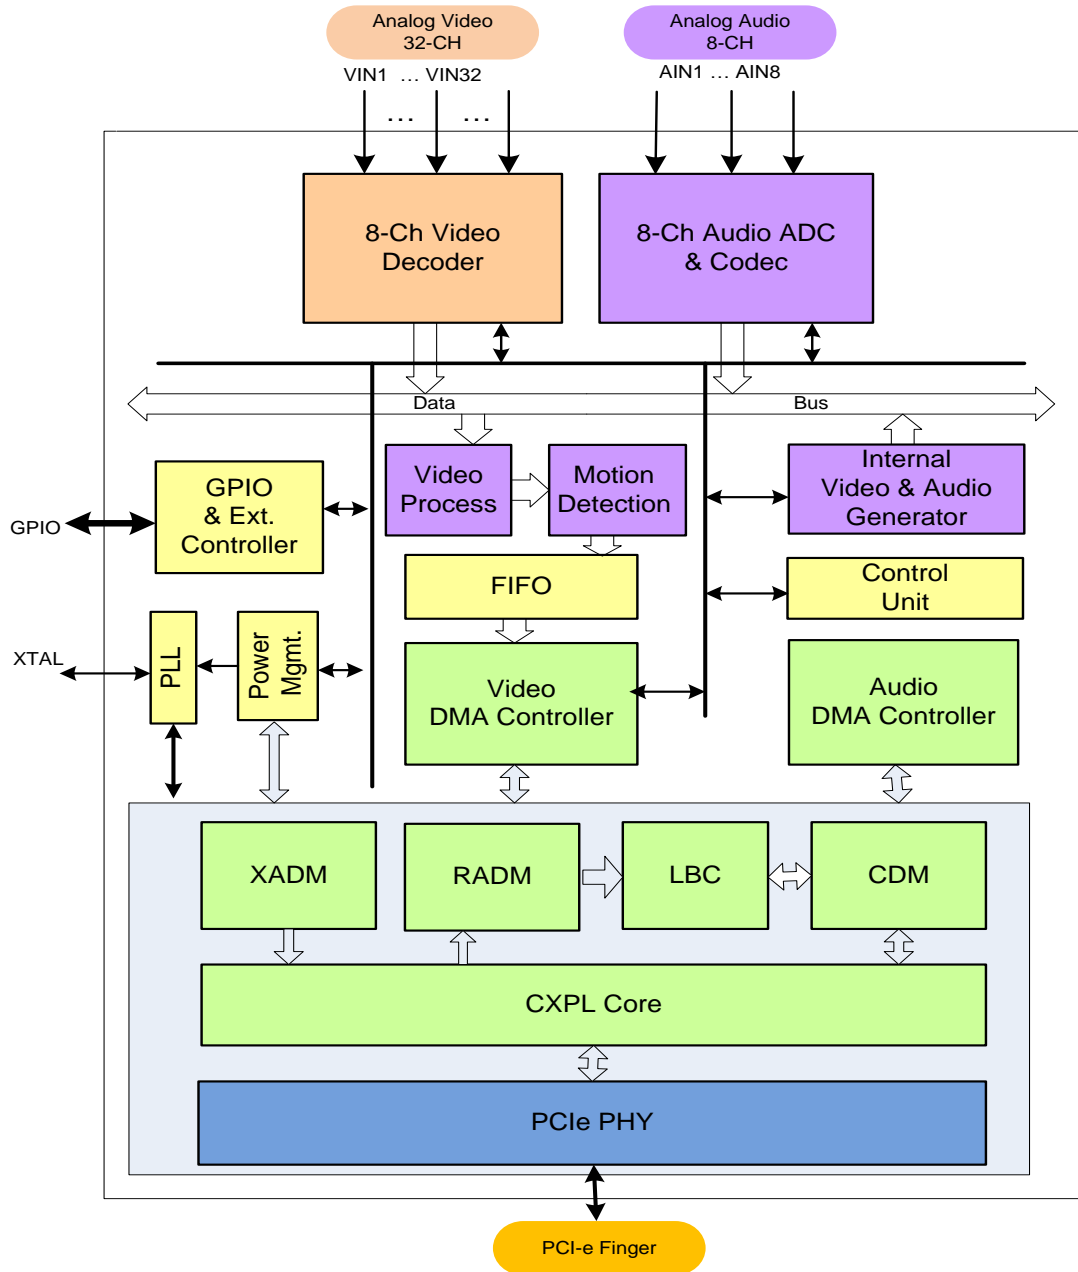 Analog Video
32-CH
Analog Audio
8-CH
VIN1 ... VIN32
AIN1 ... AIN8
... ...
8-Ch Video
Decoder
8-Ch Audio ADC
& Codec
Data Bus
GPIO
GPIO
& Ext.
Controller
Video
Process
Motion
Detection
Internal
Video & Audio
Generator
FIFO
Control
Unit
XTAL
PLL
Power
Mgmt.
Video
DMA Controller
Audio
DMA Controller
XADM
RADM
LBC
CDM
CXPL Core
PCIe PHY
PCI-e Finger